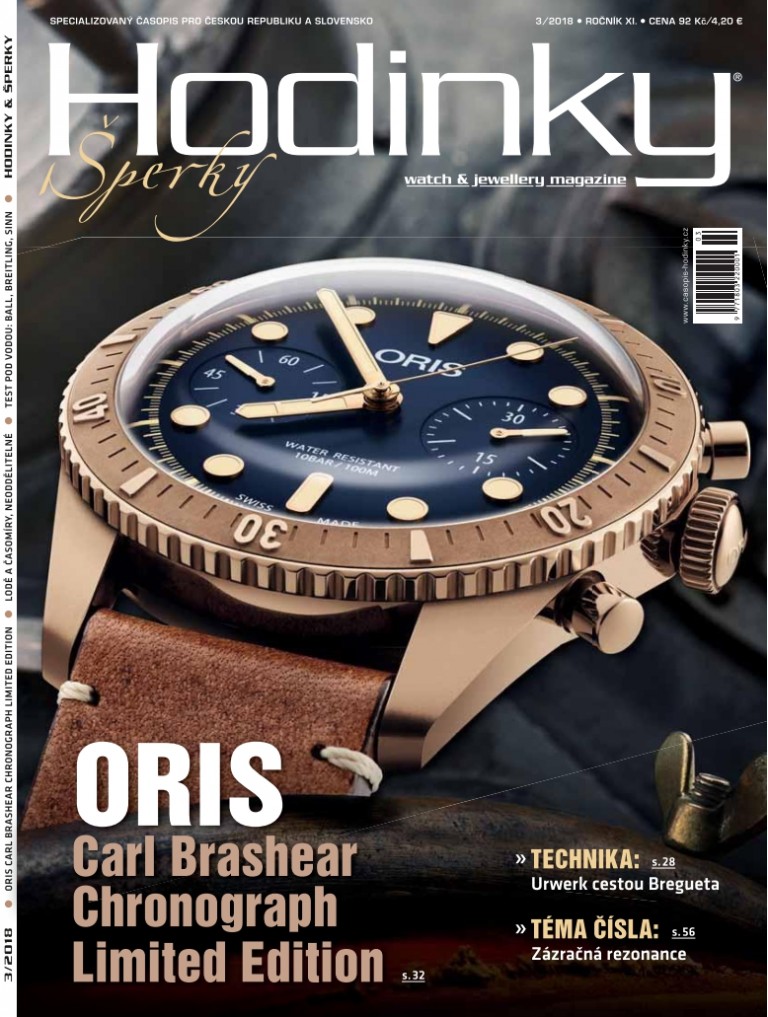 SPECIALIZOVANÝ ČASOPIS PRO ČESKOU REPUBLIKU A SLOVENSKO
3/2018 • ROČNÍK XI. • CENA 92 Kč/4,20 €
Hodinky®
Šperky
watch & jewellery magazine
www.casopis-hodinky.cz
03
ORIS
60
45
30
15
WATER RESISTANT
10BAR/100M
SWISS MADE
40
30
20
ORIS
Carl Brashear
Chronograph
Limited Edition s.32
» TECHNIKA: s.28
Urwerk cestou Bregueta
» TÉMA ČÍSLA: s.56
Zázračná rezonance
3/2018 • ORIS CARL BRASHEAR CHRONOGRAPH LIMITED EDITION • LODĚ A ČASOMÍRY, NEODDĚLITELNÉ • TEST POD VODOU: BALL, BREITLING, SINN • HODINKY & ŠPERKY